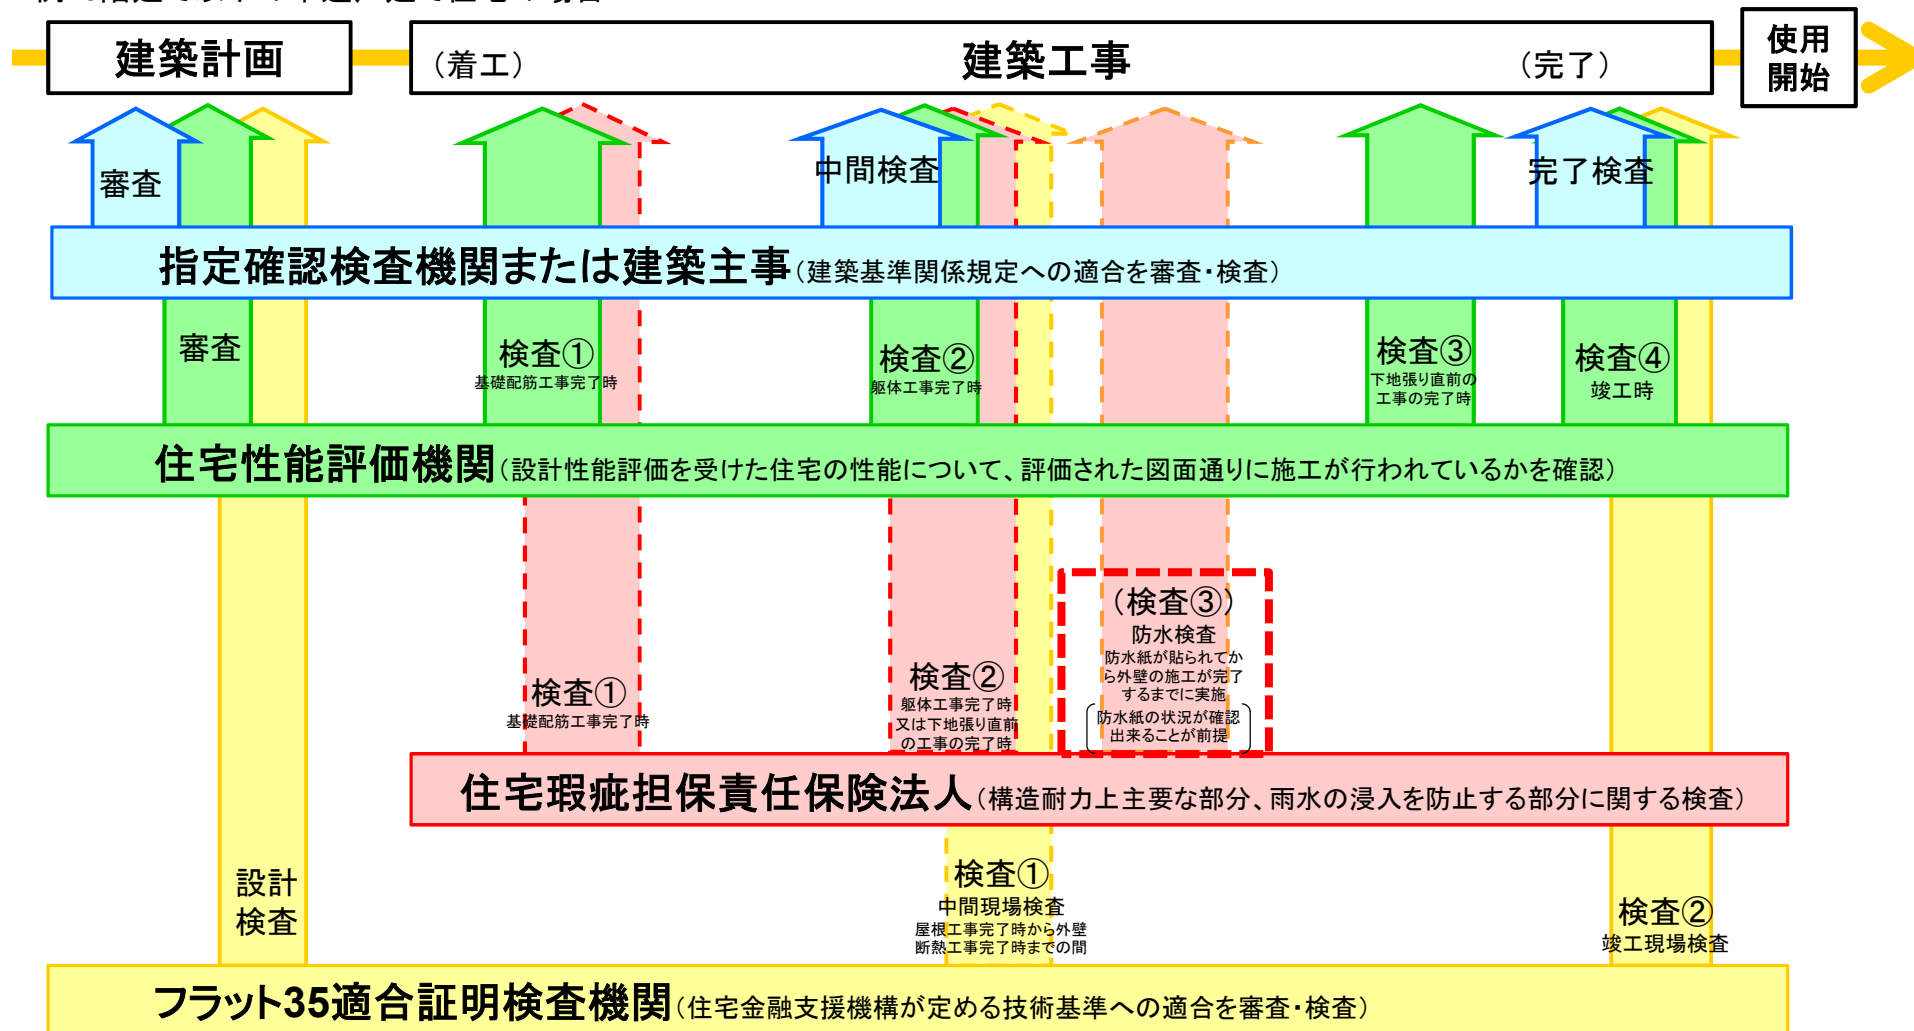 建築計画
(着工)
建築工事
(完了)
使用
開始
審査
中間検査
完了検査
指定確認検査機関または建築主事(建築基準関係規定への適合を審査・検査)
審査
検査①
基礎配筋工事完了時
検査②
躯体工事完了時
検査③
下地張り直前の
工事の完了時
検査④
竣工時
住宅性能評価機関(設計性能評価を受けた住宅の性能について、評価された図面通りに施工が行われているかを確認)
検査①
基礎配筋工事完了時
検査②
躯体工事完了時
又は下地張り直前
の工事の完了時
(検査③)
防水検査
防水紙が貼られてか
ら外壁の施工が完了
するまでに実施
防水紙の状況が確認
出来ることが前提
住宅瑕疵担保責任保険法人(構造耐力上主要な部分、雨水の浸入を防止する部分に関する検査)
設計
検査
検査①
中間現場検査
屋根工事完了時から外壁
断熱工事完了時までの間
検査②
竣工現場検査
フラット35適合証明検査機関(住宅金融支援機構が定める技術基準への適合を審査・検査)